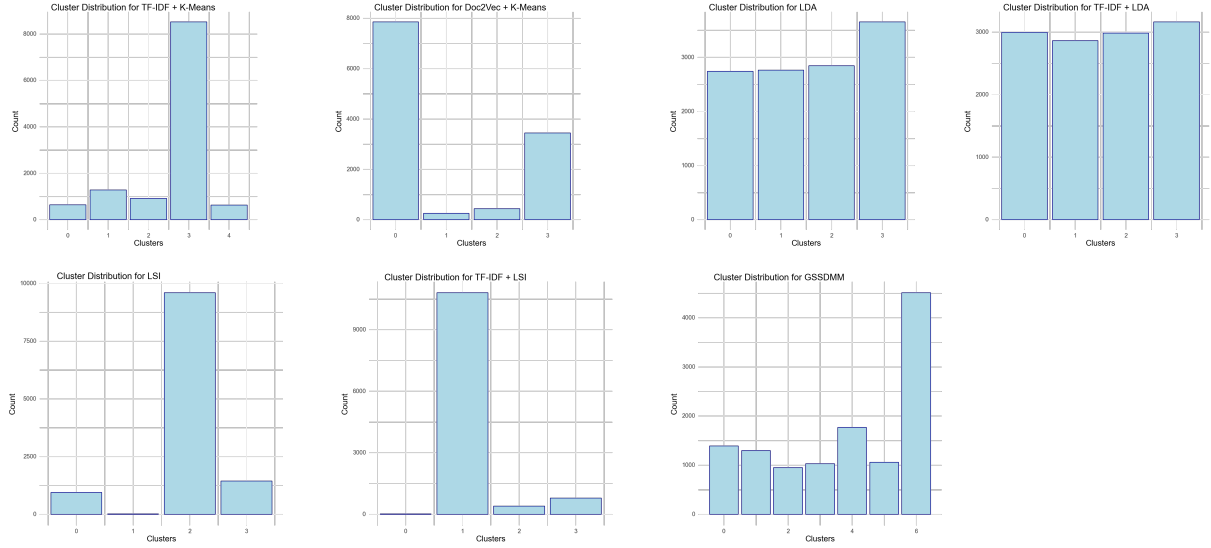 Cluster Distribution for TF-IDF + K-Means
8000
6000
4000
2000
0
Count
0 1 2 3 4
Clusters
Cluster Distribution for Doc2Vec + K-Means
8000
6000
4000
2000
0
Count
0 1 2 3
Clusters
Cluster Distribution for LDA
3000
2000
1000
0
Count
0 1 2 3
Clusters
Cluster Distribution for TF-IDF + LDA
3000
2000
1000
0
Count
0 1 2 3
Clusters
Cluster Distribution for LSI
10000
7500
5000
2500
0
Count
0 1 2 3
Clusters
Cluster Distribution for TF-IDF + LSI
9000
6000
3000
0
Count
0 1 2 3
Clusters
Cluster Distribution for GSSDMM
4000
3000
2000
1000
0
Count
0 2 4 6
Clusters